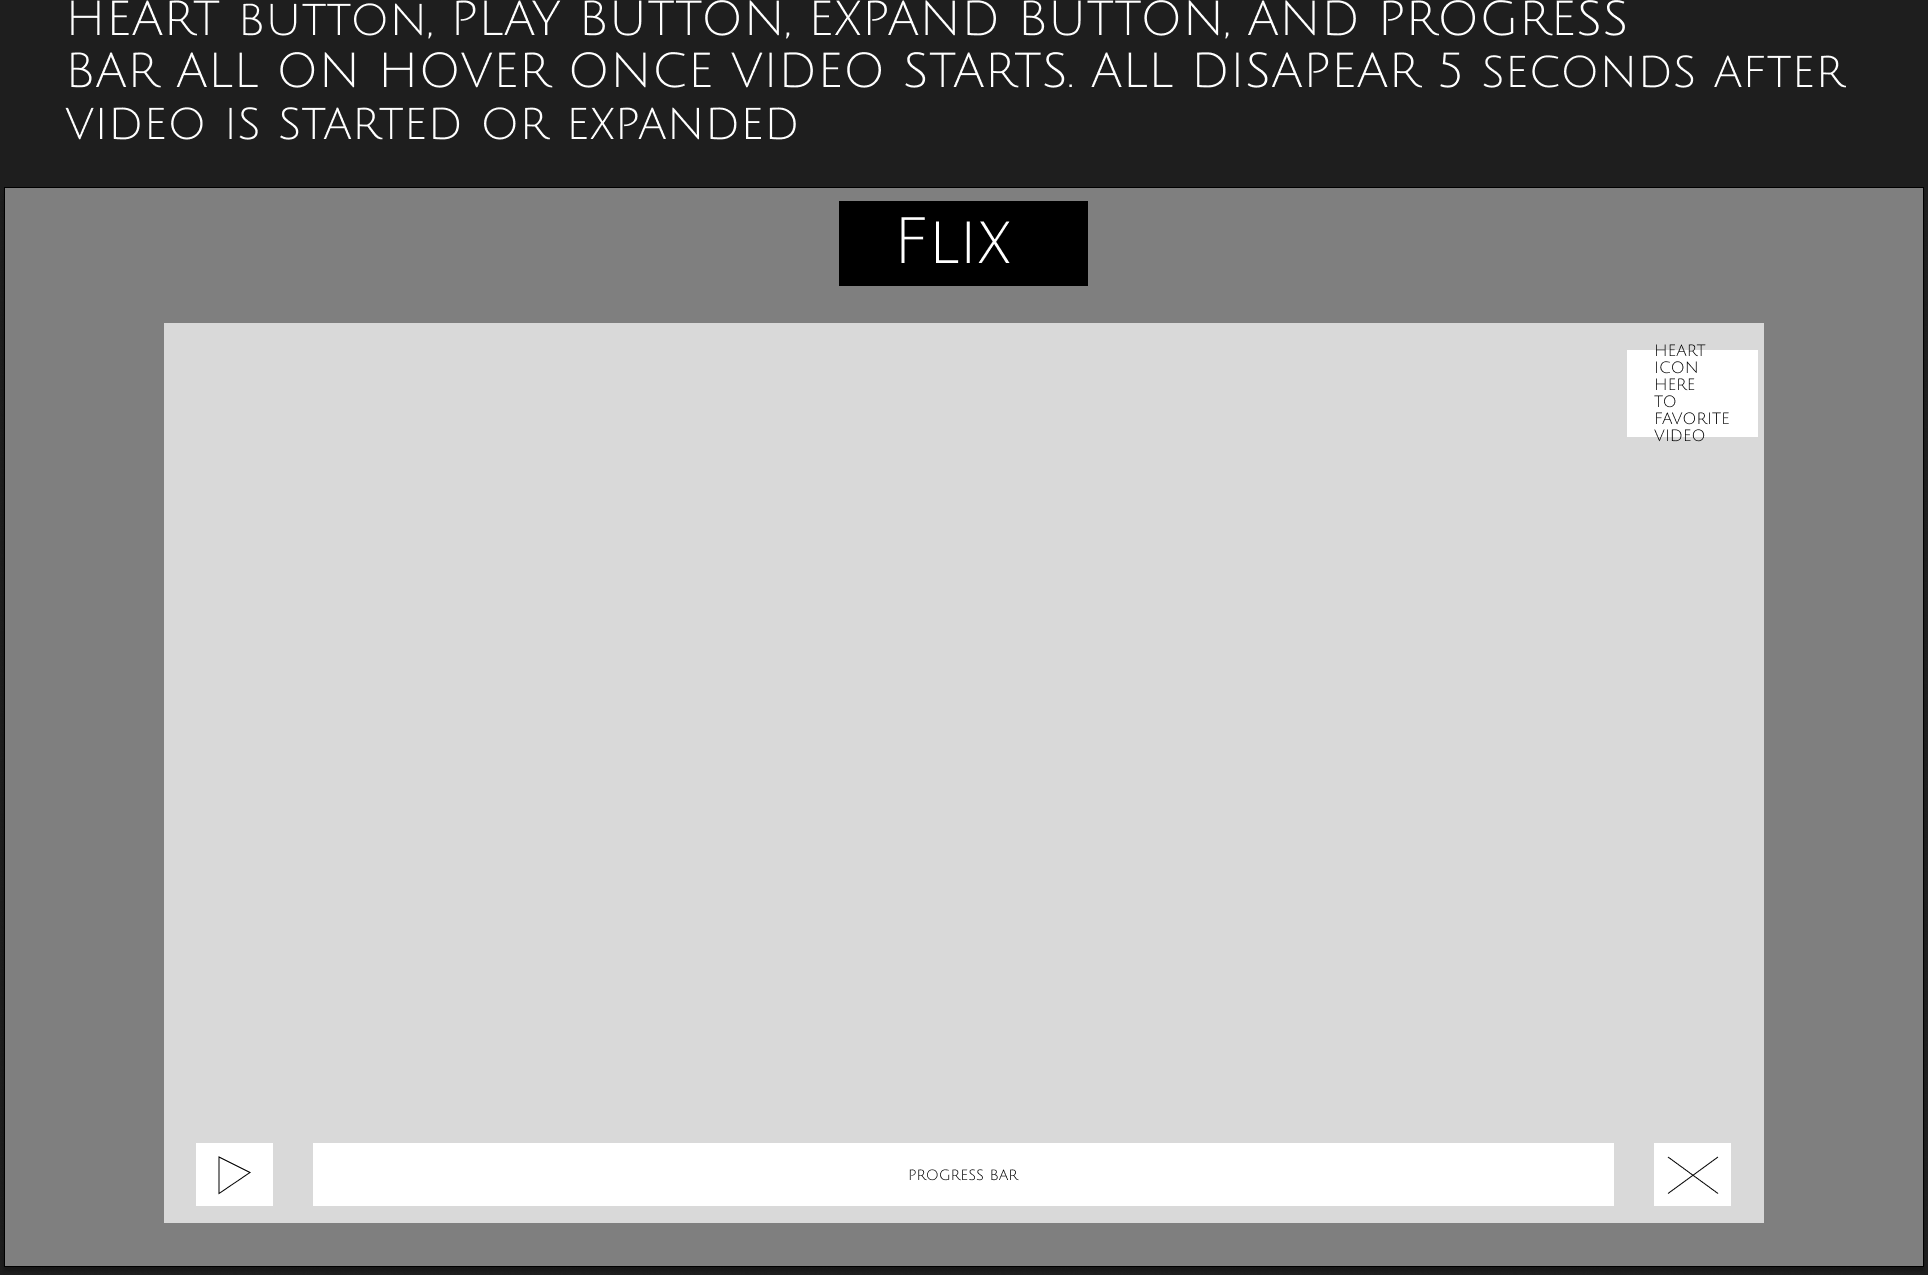 HEART BUTTON, PLAY BUTTON, EXPAND BUTTON, AND PROGRESS
BAR ALL ON HOVER ONCE VIDEO STARTS. ALL DISAPEAR 5 SECONDS AFTER
VIDEO IS STARTED OR EXPANDED
FLIX
HEART
ICON
HERE
TO
FAVORITE
VIDEO
PROGRESS BAR